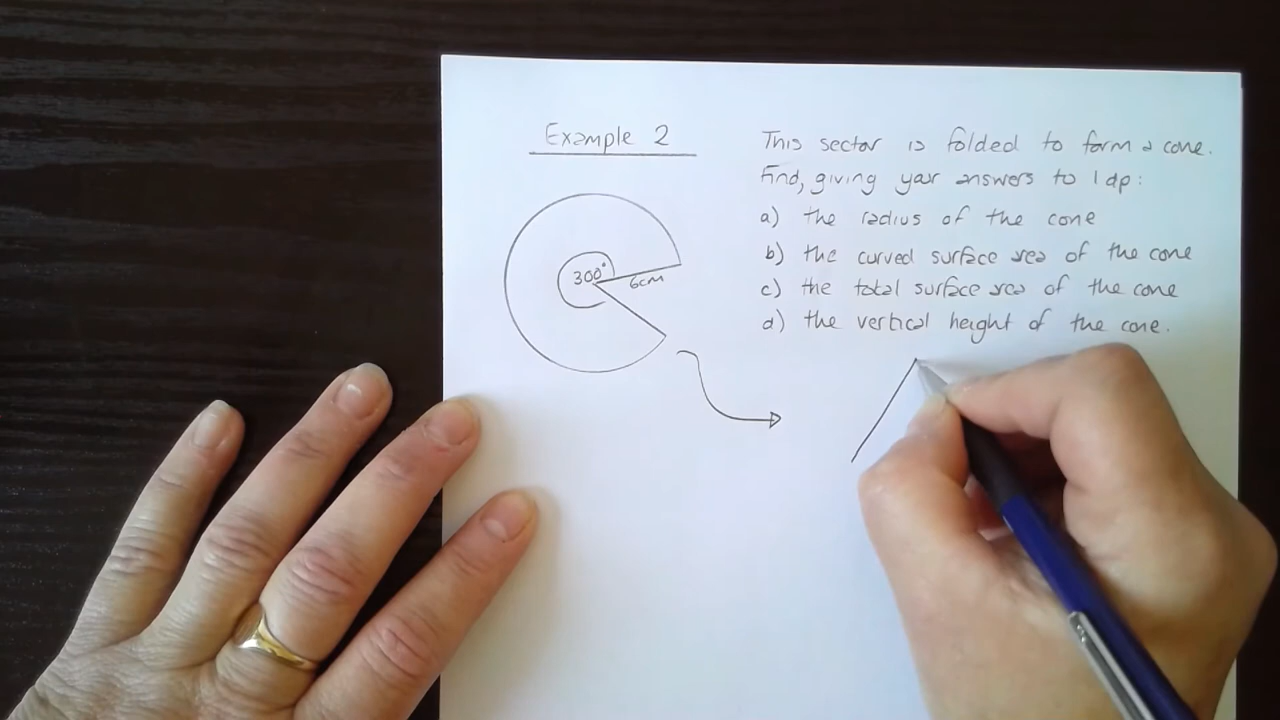 Example 2
This sector is folded to form a cone.
Find, giving your answers to 1dp:
a) the radius of the cone
b) the curved surface area of the cone
c) the total surface area of the cone
d) the vertical height of the cone.
300°
6cm